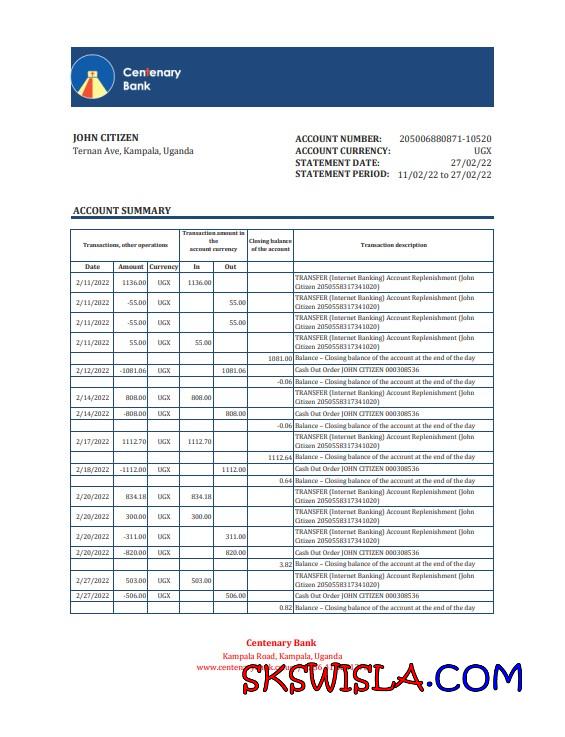 Centenary
Bank
JOHN CITIZEN
Ternan Ave, Kampala, Uganda
ACCOUNT NUMBER: 205006880871-10520
ACCOUNT CURRENCY: UGX
STATEMENT DATE: 27/02/22
STATEMENT PERIOD: 11/02/22 to 27/02/22
ACCOUNT SUMMARY
Transactions, other operations
Transaction amount in
the
account currency
Closing balance
of the account
Transaction description
Date Amount Currency In Out
2/11/2022 1136.00 UGX 1136.00 TRANSFER (Internet Banking) Account Replenishment (John
Citizen 2050558317341020)
2/11/2022 -55.00 UGX 55.00 TRANSFER (Internet Banking) Account Replenishment (John
Citizen 2050558317341020)
2/11/2022 -55.00 UGX 55.00 TRANSFER (Internet Banking) Account Replenishment (John
Citizen 2050558317341020)
2/11/2022 55.00 UGX 55.00 TRANSFER (Internet Banking) Account Replenishment (John
Citizen 2050558317341020)
1081.00 Balance – Closing balance of the account at the end of the day
2/12/2022 -1081.06 UGX 1081.06 Cash Out Order JOHN CITIZEN 000308536
-0.06 Balance – Closing balance of the account at the end of the day
2/14/2022 808.00 UGX 808.00 TRANSFER (Internet Banking) Account Replenishment (John
Citizen 2050558317341020)
2/14/2022 -808.00 UGX 808.00 Cash Out Order JOHN CITIZEN 000308536
-0.06 Balance – Closing balance of the account at the end of the day
2/17/2022 1112.70 UGX 1112.70 TRANSFER (Internet Banking) Account Replenishment (John
Citizen 2050558317341020)
1112.64 Balance – Closing balance of the account at the end of the day
2/18/2022 -1112.00 UGX 1112.00 Cash Out Order JOHN CITIZEN 000308536
0.64 Balance – Closing balance of the account at the end of the day
2/20/2022 834.18 UGX 834.18 TRANSFER (Internet Banking) Account Replenishment (John
Citizen 2050558317341020)
2/20/2022 300.00 UGX 300.00 TRANSFER (Internet Banking) Account Replenishment (John
Citizen 2050558317341020)
2/20/2022 -311.00 UGX 311.00 TRANSFER (Internet Banking) Account Replenishment (John
Citizen 2050558317341020)
2/20/2022 -820.00 UGX 820.00 Cash Out Order JOHN CITIZEN 000308536
3.82 Balance – Closing balance of the account at the end of the day
2/27/2022 503.00 UGX 503.00 TRANSFER (Internet Banking) Account Replenishment (John
Citizen 2050558317341020)
2/27/2022 -506.00 UGX 506.00 Cash Out Order JOHN CITIZEN 000308536
0.82 Balance – Closing balance of the account at the end of the day
Centenary Bank
Kampala Road, Kampala, Uganda
SKSWISLA.COM